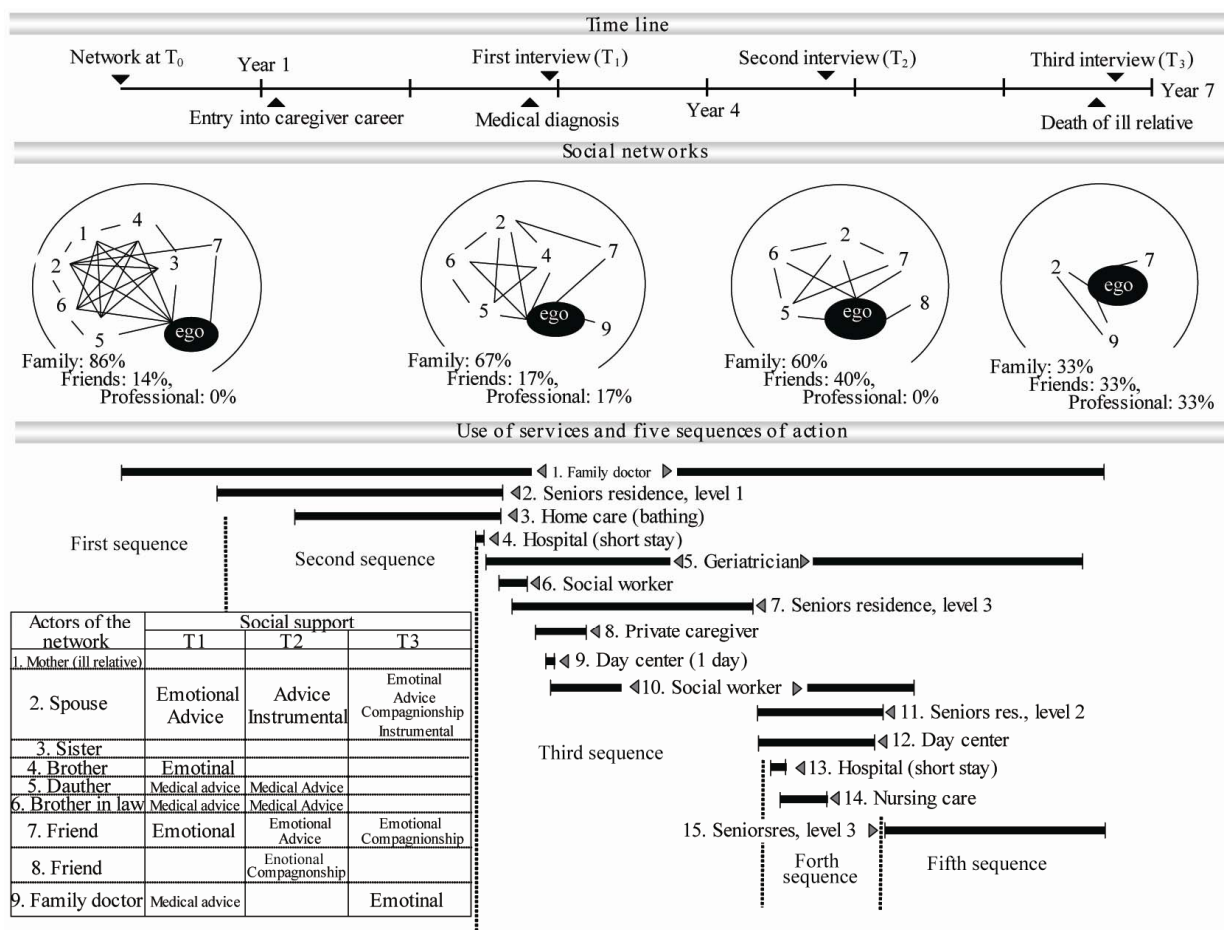 Time line
Network at T0
Year 1
First interview (T1)
Second interview (T2)
Third interview (T3)
Year 7
Entry into caregiver career
Medical diagnosis
Year 4
Death of ill relative
Social networks
1
4
2
3
7
6
5
ego
Family: 86%
Friends: 14%,
Professional: 0%
2
6
4
7
5
ego
9
Family: 67%
Friends: 17%,
Professional: 17%
2
6
7
5
ego
8
Family: 60%
Friends: 40%,
Professional: 0%
2
7
ego
9
Family: 33%
Friends: 33%,
Professional: 33%
Use of services and five sequences of action
1. Family doctor
2. Seniors residence, level 1
3. Home care (bathing)
First sequence
Second sequence
4. Hospital (short stay)
5. Geriatrician
6. Social worker
7. Seniors residence, level 3
8. Private caregiver
9. Day center (1 day)
10. Social worker
11. Seniors res., level 2
Third sequence
12. Day center
13. Hospital (short stay)
14. Nursing care
15. Seniorsres, level 3
Forth
sequence
Fifth sequence
Actors of the
network
Social support
T1 T2 T3
1. Mother (ill relative)
2. Spouse
Emotional
Advice
Advice
Instrumental
Emotinal
Advice
Compagnionship
Instrumental
3. Sister
4. Brother Emotinal
5. Dauther Medical advice Medical Advice
6. Brother in law Medical advice Medical Advice
7. Friend Emotional
Emotional
Advice
Emotional
Compagnonship
8. Friend
Enotional
Compagnonship
9. Family doctor Medical advice Emotinal